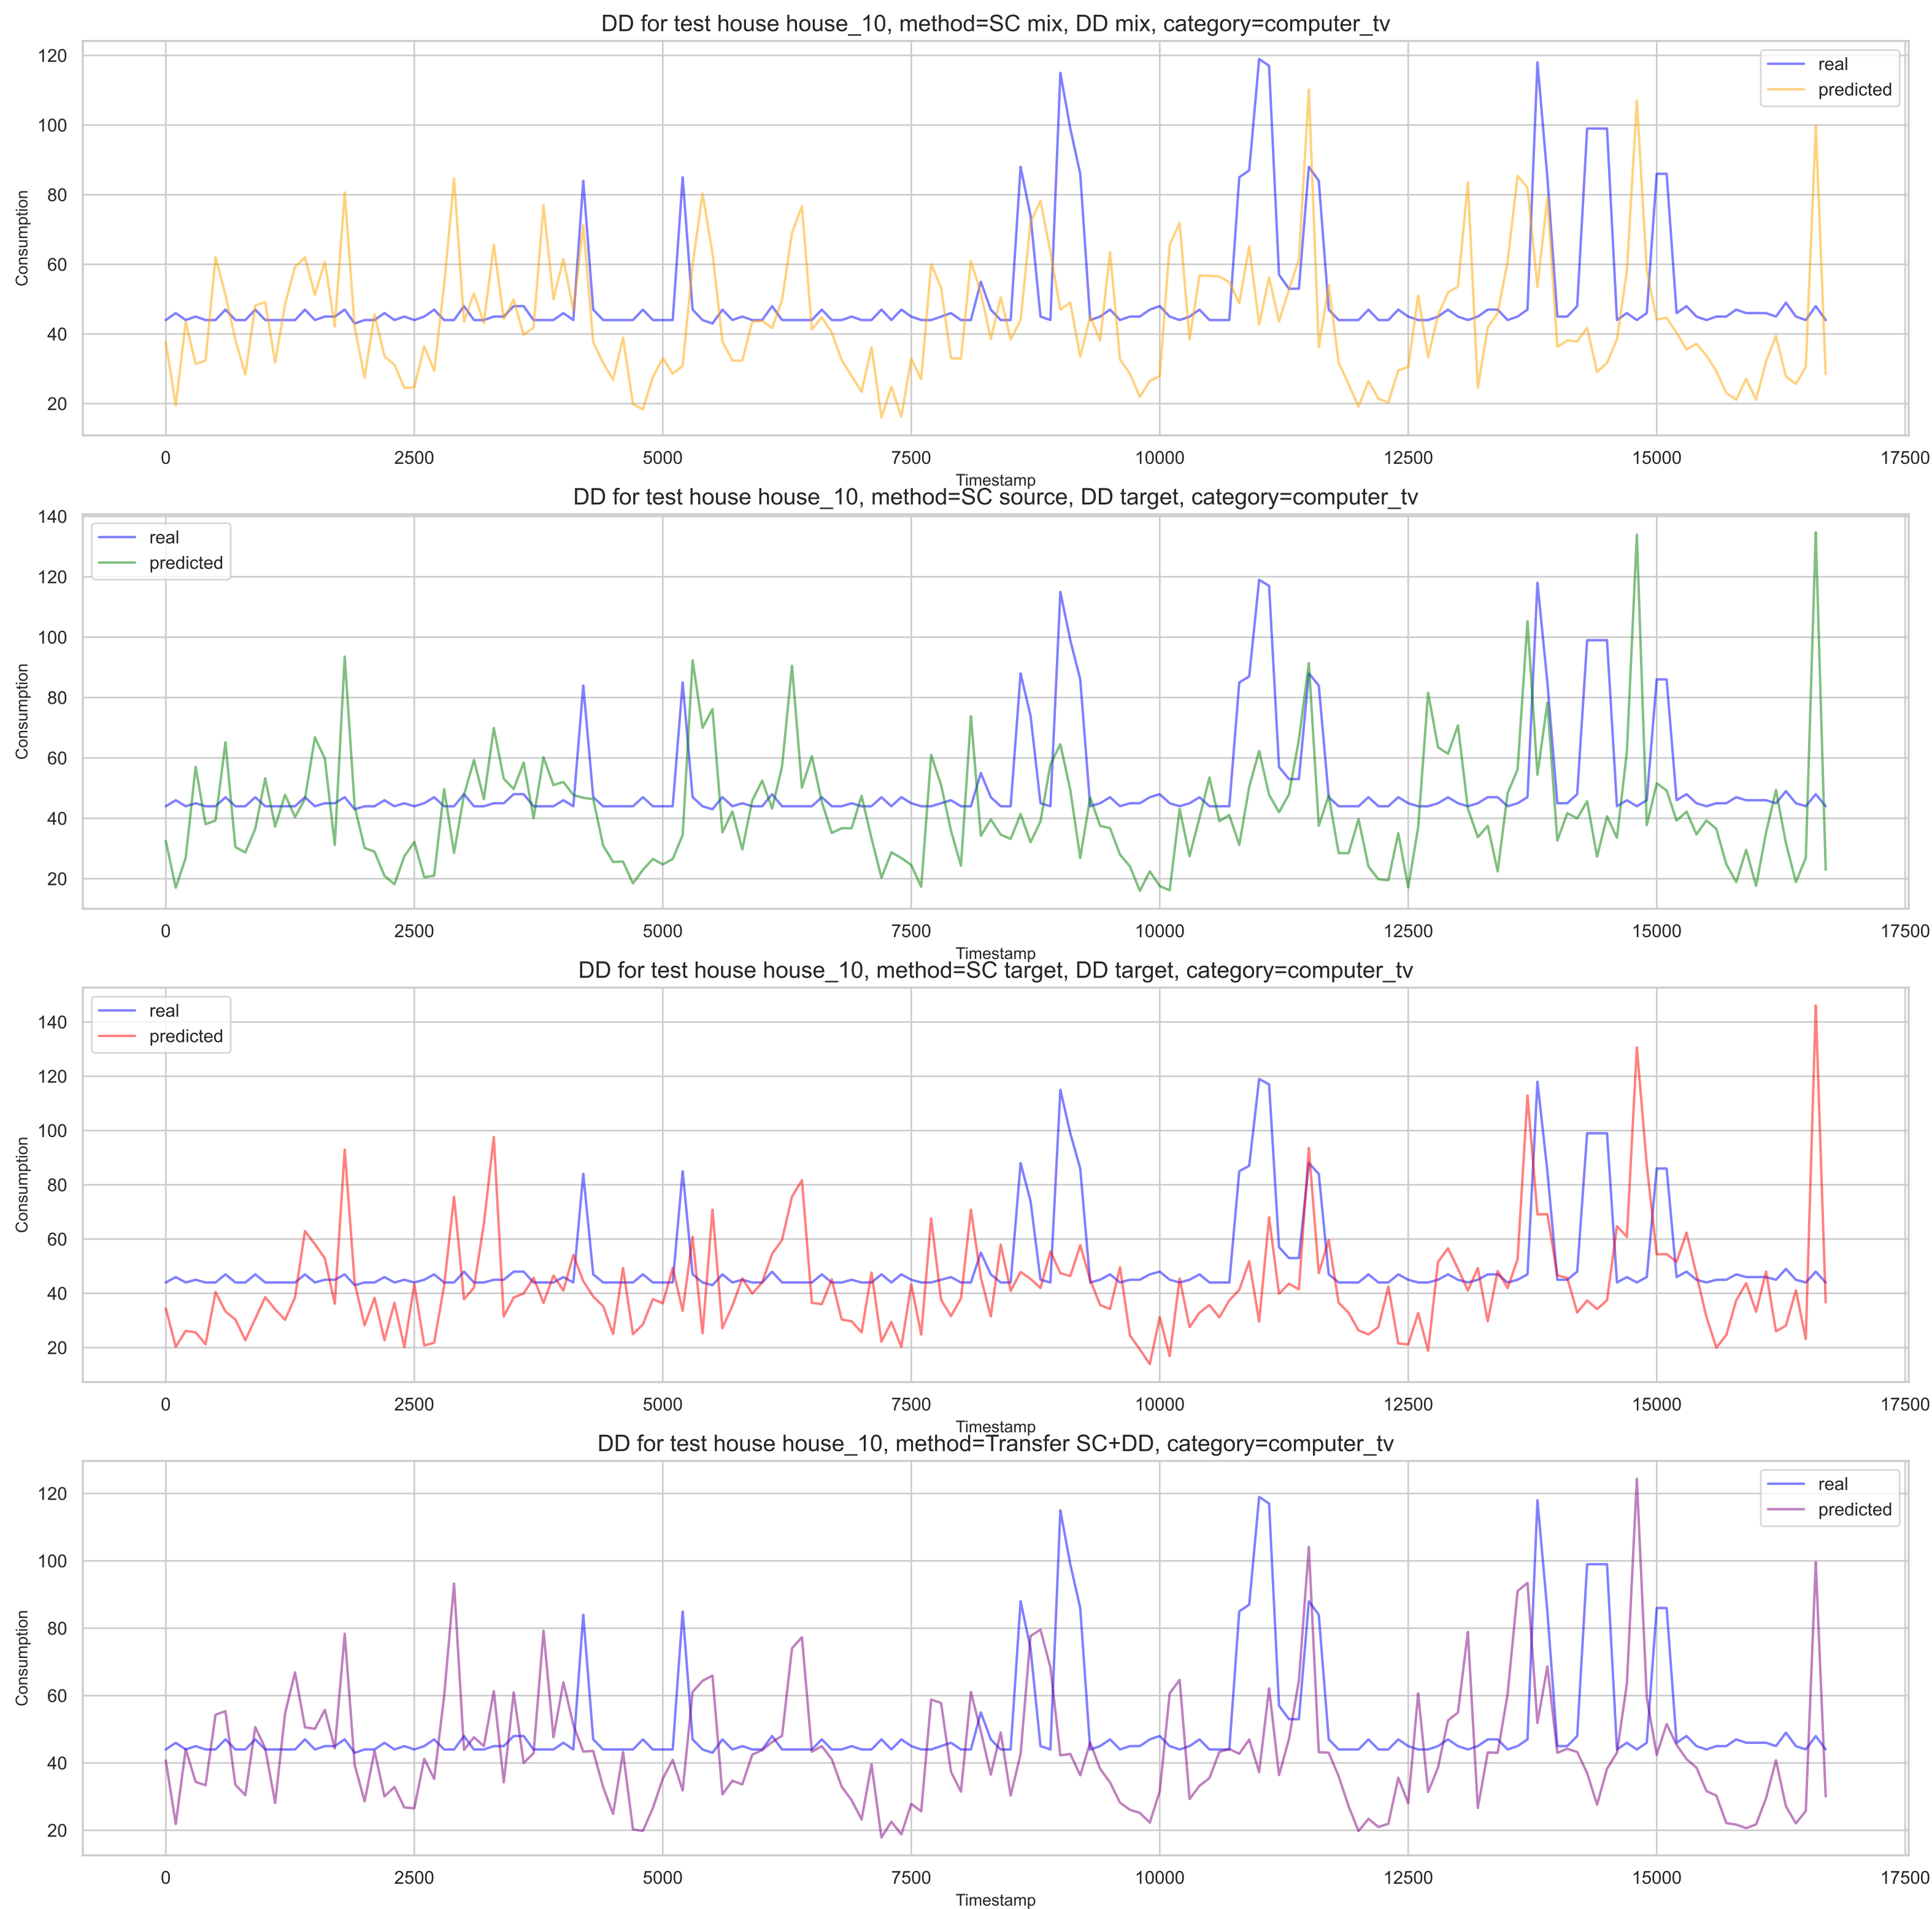 DD for test house house_10, method=SC mix, DD mix, category=computer_tv
120
100
80
60
40
20
Consumption
real
predicted
0 2500 5000 7500 10000 12500 15000 17500
Timestamp
DD for test house house_10, method=SC source, DD target, category=computer_tv
140
120
100
80
60
40
20
Consumption
real
predicted
0 2500 5000 7500 10000 12500 15000 17500
Timestamp
DD for test house house_10, method=SC target, DD target, category=computer_tv
140
120
100
80
60
40
20
Consumption
real
predicted
0 2500 5000 7500 10000 12500 15000 17500
Timestamp
DD for test house house_10, method=Transfer SC+DD, category=computer_tv
120
100
80
60
40
20
Consumption
real
predicted
0 2500 5000 7500 10000 12500 15000 17500
Timestamp